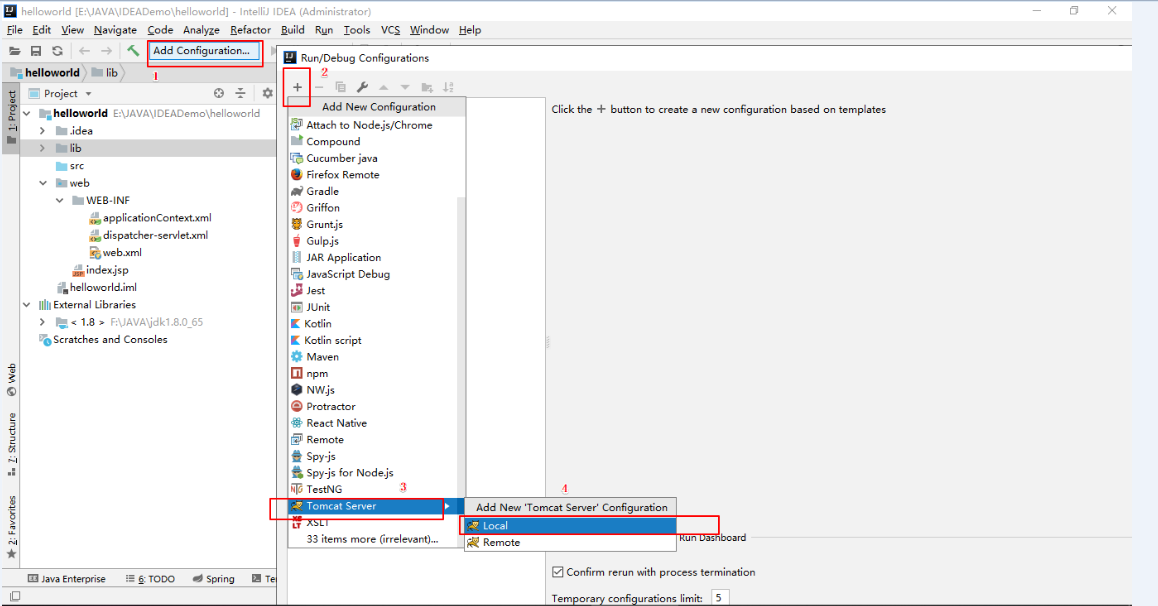 helloworld [E:\JAVA\IDEADemo\helloworld] - IntelliJ IDEA (Administrator)
File Edit View Navigate Code Analyze Refactor Build Run Tools VCS Window Help
Add Configuration...
1
helloworld lib
1: Project
Project
helloworld E:\JAVA\IDEADemo\helloworld
.idea
lib
src
web
WEB-INF
applicationContext.xml
dispatcher-servlet.xml
web.xml
index.jsp
helloworld.iml
External Libraries
< 1.8 > F:\JAVA\jdk1.8.0_65
Scratches and Consoles
Web
7: Structure
2: Favorites
Java Enterprise 6: TODO Spring
Run/Debug Configurations
2
Add New Configuration
Attach to Node.js/Chrome
Compound
Cucumber java
Firefox Remote
Gradle
Griffon
Grunt.js
Gulp.js
JAR Application
JavaScript Debug
Jest
JUnit
Kotlin
Kotlin script
Maven
npm
NW.js
Protractor
React Native
Remote
Spy-js
Spy-js for Node.js
TestNG
3
Tomcat Server
XSLT
33 items more (irrelevant)...
4
Add New 'Tomcat Server' Configuration
Local
Remote
Click the + button to create a new configuration based on templates
Run Dashboard
Confirm rerun with process termination
Temporary configurations limit: 5